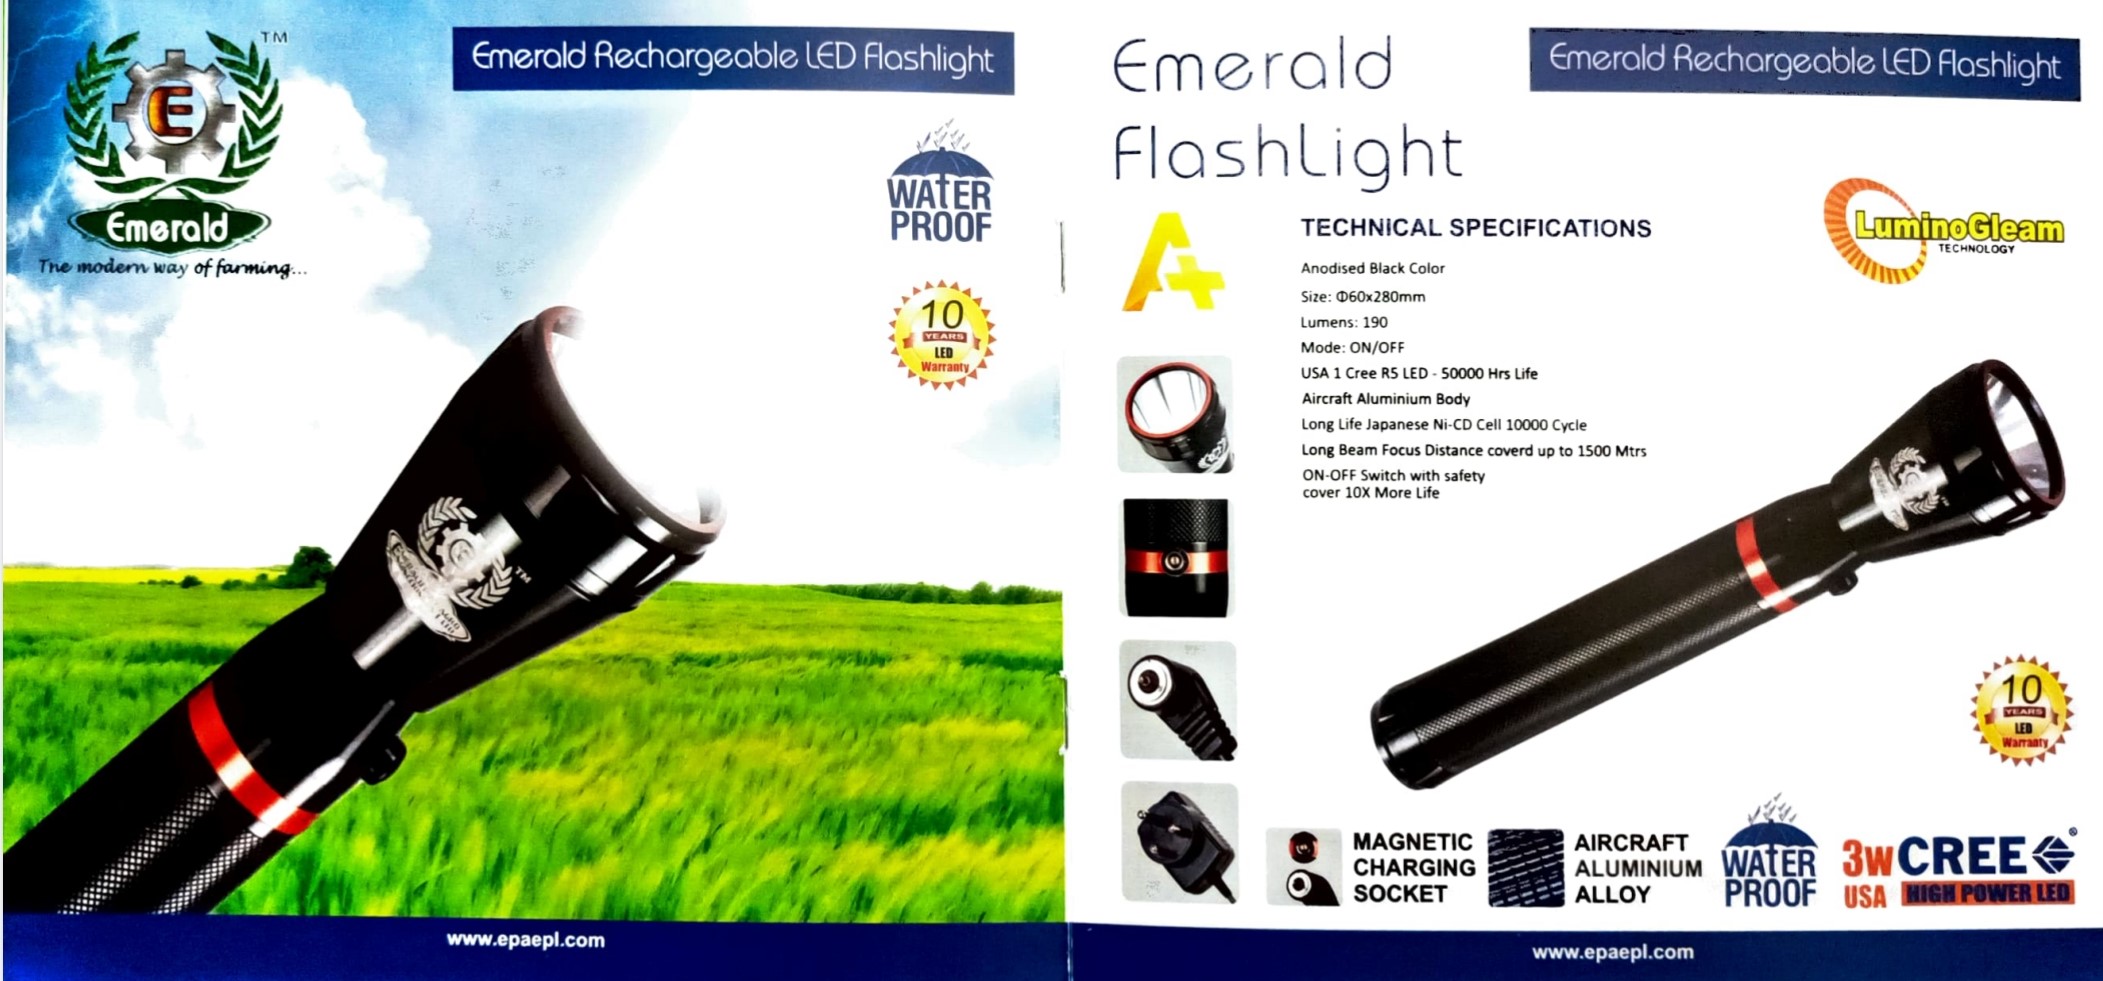 TM
E
Emerald
The modern way of farming...
Emerald Rechargeable LED Flashlight
WATER
PROOF
10
YEARS
LED
Warranty
TM
www.epaepl.com
Emerald
FlashLight
Emerald Rechargeable LED Flashlight
A+
TECHNICAL SPECIFICATIONS
Anodised Black Color
Size: Φ60x280mm
Lumens: 190
Mode: ON/OFF
USA 1 Cree R5 LED - 50000 Hrs Life
Aircraft Aluminium Body
Long Life Japanese Ni-CD Cell 10000 Cycle
Long Beam Focus Distance coverd up to 1500 Mtrs
ON-OFF Switch with safety
cover 10X More Life
LuminoGleam
TECHNOLOGY
10
YEARS
LED
Warranty
MAGNETIC
CHARGING
SOCKET
AIRCRAFT
ALUMINIUM
ALLOY
WATER
PROOF
3W CREE ®
USA HIGH POWER LED
www.epaepl.com